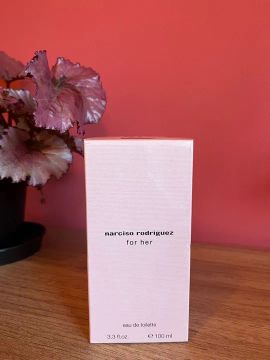 narciso rodriguez
for her
eau de toilette
3.3 fl.oz. ℮ 100 ml